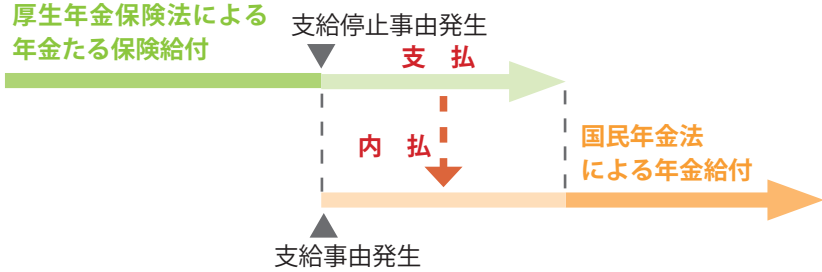 厚生年金保険法による
年金たる保険給付
支給停止事由発生
支 払
内 払
国民年金法
による年金給付
支給事由発生